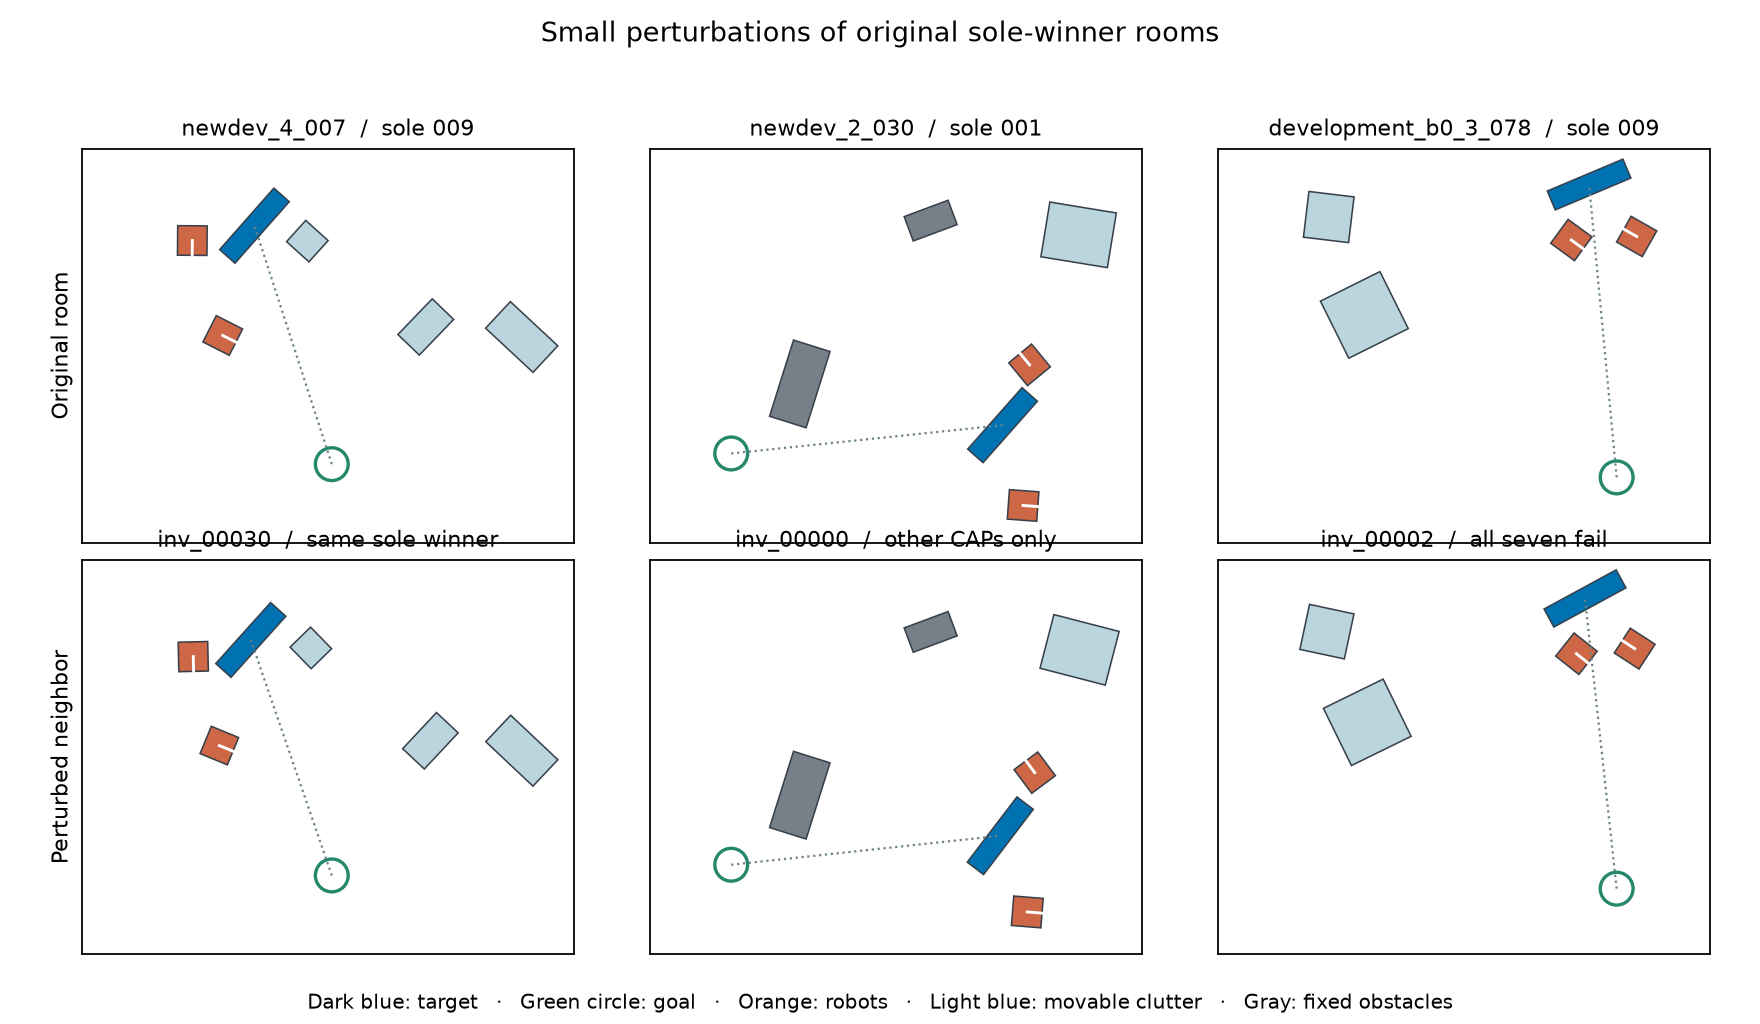 Small perturbations of original sole-winner rooms
newdev_4_007 / sole 009
newdev_2_030 / sole 001
development_b0_3_078 / sole 009
Original room
inv_00030 / same sole winner
inv_00000 / other CAPs only
inv_00002 / all seven fail
Perturbed neighbor
Dark blue: target · Green circle: goal · Orange: robots · Light blue: movable clutter · Gray: fixed obstacles